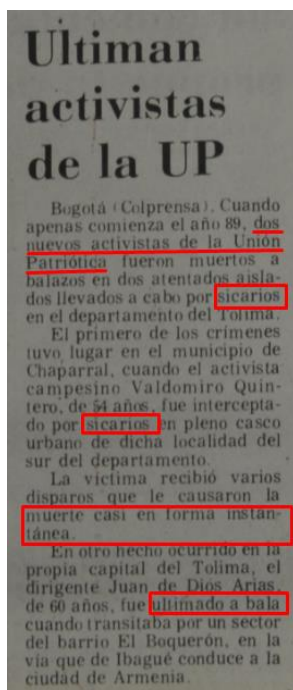 Ultiman
activistas
de la UP
Bogotá (Colprensa). Cuando
apenas comienza el año 89, dos
nuevos activistas de la Unión
Patriótica fueron muertos a
balazos en dos atentados aisla-
dos llevados a cabo por sicarios
en el departamento del Tolima.
El primero de los crímenes
tuvo lugar en el municipio de
Chaparral, cuando el activista
campesino Valdomiro Quin-
tero, de 54 años, fue intercepta-
do por sicarios en pleno casco
urbano de dicha localidad del
sur del departamento.
La víctima recibió varios
disparos que le causaron la
muerte casi en forma instan-
tánea.
En otro hecho ocurrido en la
propia capital del Tolima, el
dirigente Juan de Dios Arias,
de 60 años, fue ultimado a bala
cuando transitaba por un sector
del barrio El Boquerón, en la
vía que de Ibagué conduce a la
ciudad de Armenia.